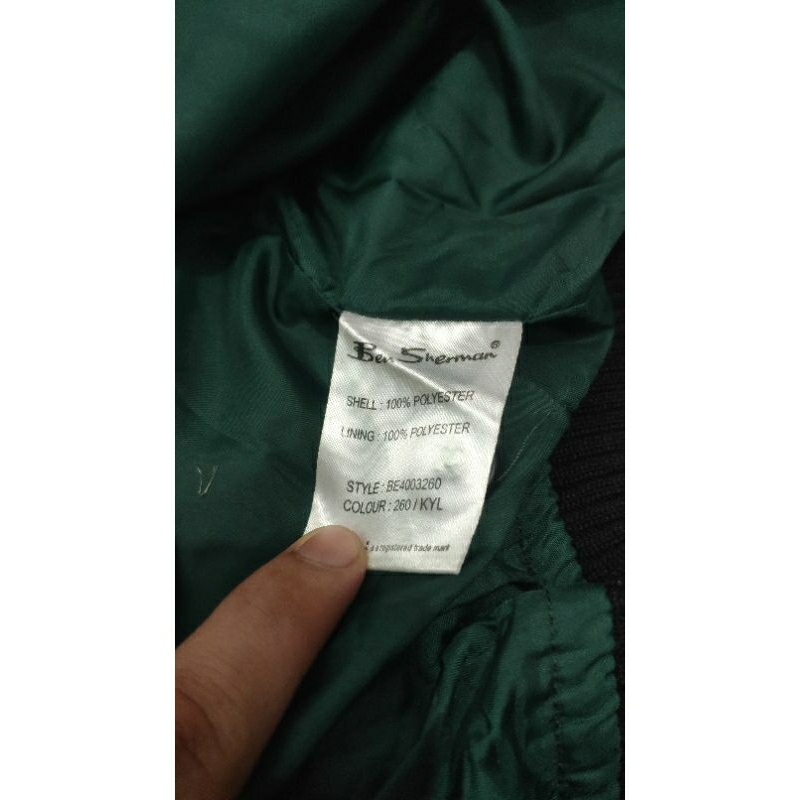 Ben Sherman®
SHELL : 100% POLYESTER
LINING : 100% POLYESTER
STYLE : BE4003260
COLOUR : 260 / KYL
is a registered trade mark